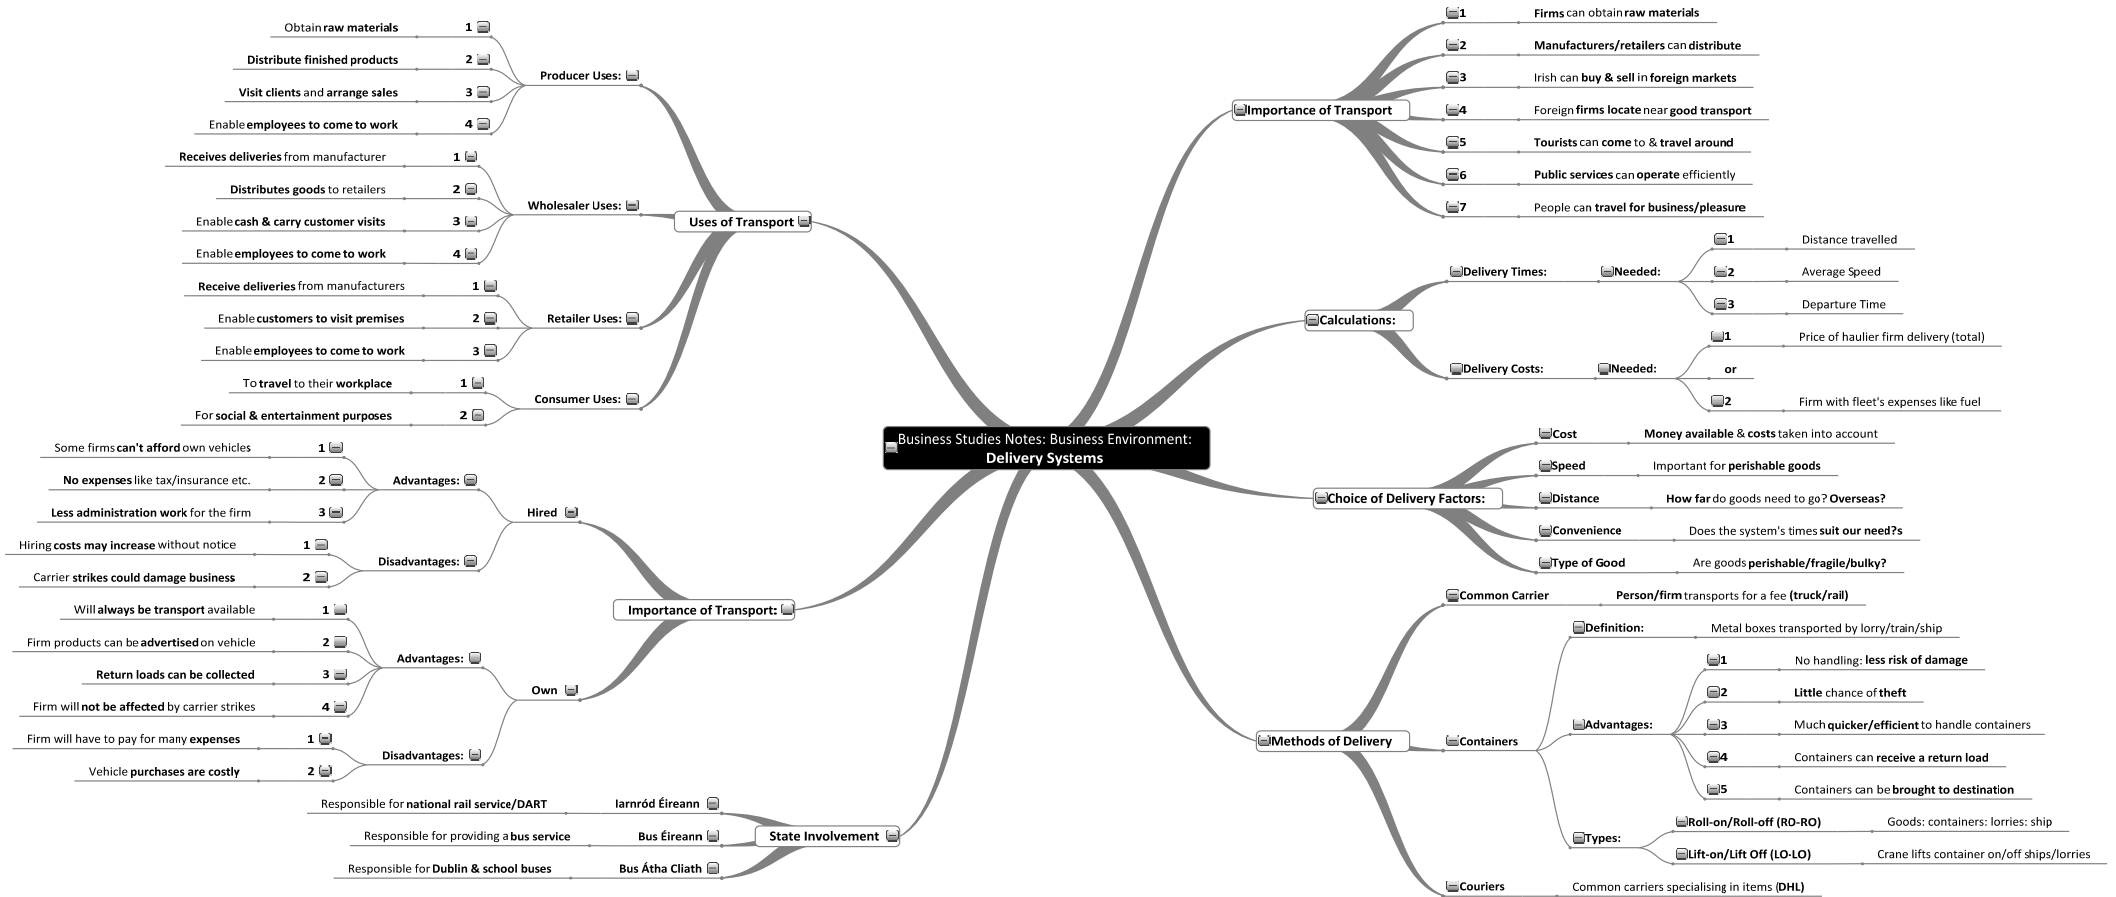 Business Studies Notes: Business Environment:
Delivery Systems
Uses of Transport
Producer Uses:
1 Obtain raw materials
2 Distribute finished products
3 Visit clients and arrange sales
4 Enable employees to come to work
Wholesaler Uses:
1 Receives deliveries from manufacturer
2 Distributes goods to retailers
3 Enable cash & carry customer visits
4 Enable employees to come to work
Retailer Uses:
1 Receive deliveries from manufacturers
2 Enable customers to visit premises
3 Enable employees to come to work
Consumer Uses:
1 To travel to their workplace
2 For social & entertainment purposes
Importance of Transport:
Hired
Advantages:
1 Some firms can't afford own vehicles
2 No expenses like tax/insurance etc.
3 Less administration work for the firm
Disadvantages:
1 Hiring costs may increase without notice
2 Carrier strikes could damage business
Own
Advantages:
1 Will always be transport available
2 Firm products can be advertised on vehicle
3 Return loads can be collected
4 Firm will not be affected by carrier strikes
Disadvantages:
1 Firm will have to pay for many expenses
2 Vehicle purchases are costly
State Involvement
Iarnród Éireann Responsible for national rail service/DART
Bus Éireann Responsible for providing a bus service
Bus Átha Cliath Responsible for Dublin & school buses
Importance of Transport
1 Firms can obtain raw materials
2 Manufacturers/retailers can distribute
3 Irish can buy & sell in foreign markets
4 Foreign firms locate near good transport
5 Tourists can come to & travel around
6 Public services can operate efficiently
7 People can travel for business/pleasure
Calculations:
Delivery Times: Needed:
1 Distance travelled
2 Average Speed
3 Departure Time
Delivery Costs: Needed:
1 Price of haulier firm delivery (total)
or
2 Firm with fleet's expenses like fuel
Choice of Delivery Factors:
Cost Money available & costs taken into account
Speed Important for perishable goods
Distance How far do goods need to go? Overseas?
Convenience Does the system's times suit our need?s
Type of Good Are goods perishable/fragile/bulky?
Methods of Delivery
Common Carrier Person/firm transports for a fee (truck/rail)
Containers
Definition: Metal boxes transported by lorry/train/ship
Advantages:
1 No handling: less risk of damage
2 Little chance of theft
3 Much quicker/efficient to handle containers
4 Containers can receive a return load
5 Containers can be brought to destination
Types:
Roll-on/Roll-off (RO-RO) Goods: containers: lorries: ship
Lift-on/Lift Off (LO-LO) Crane lifts container on/off ships/lorries
Couriers Common carriers specialising in items (DHL)